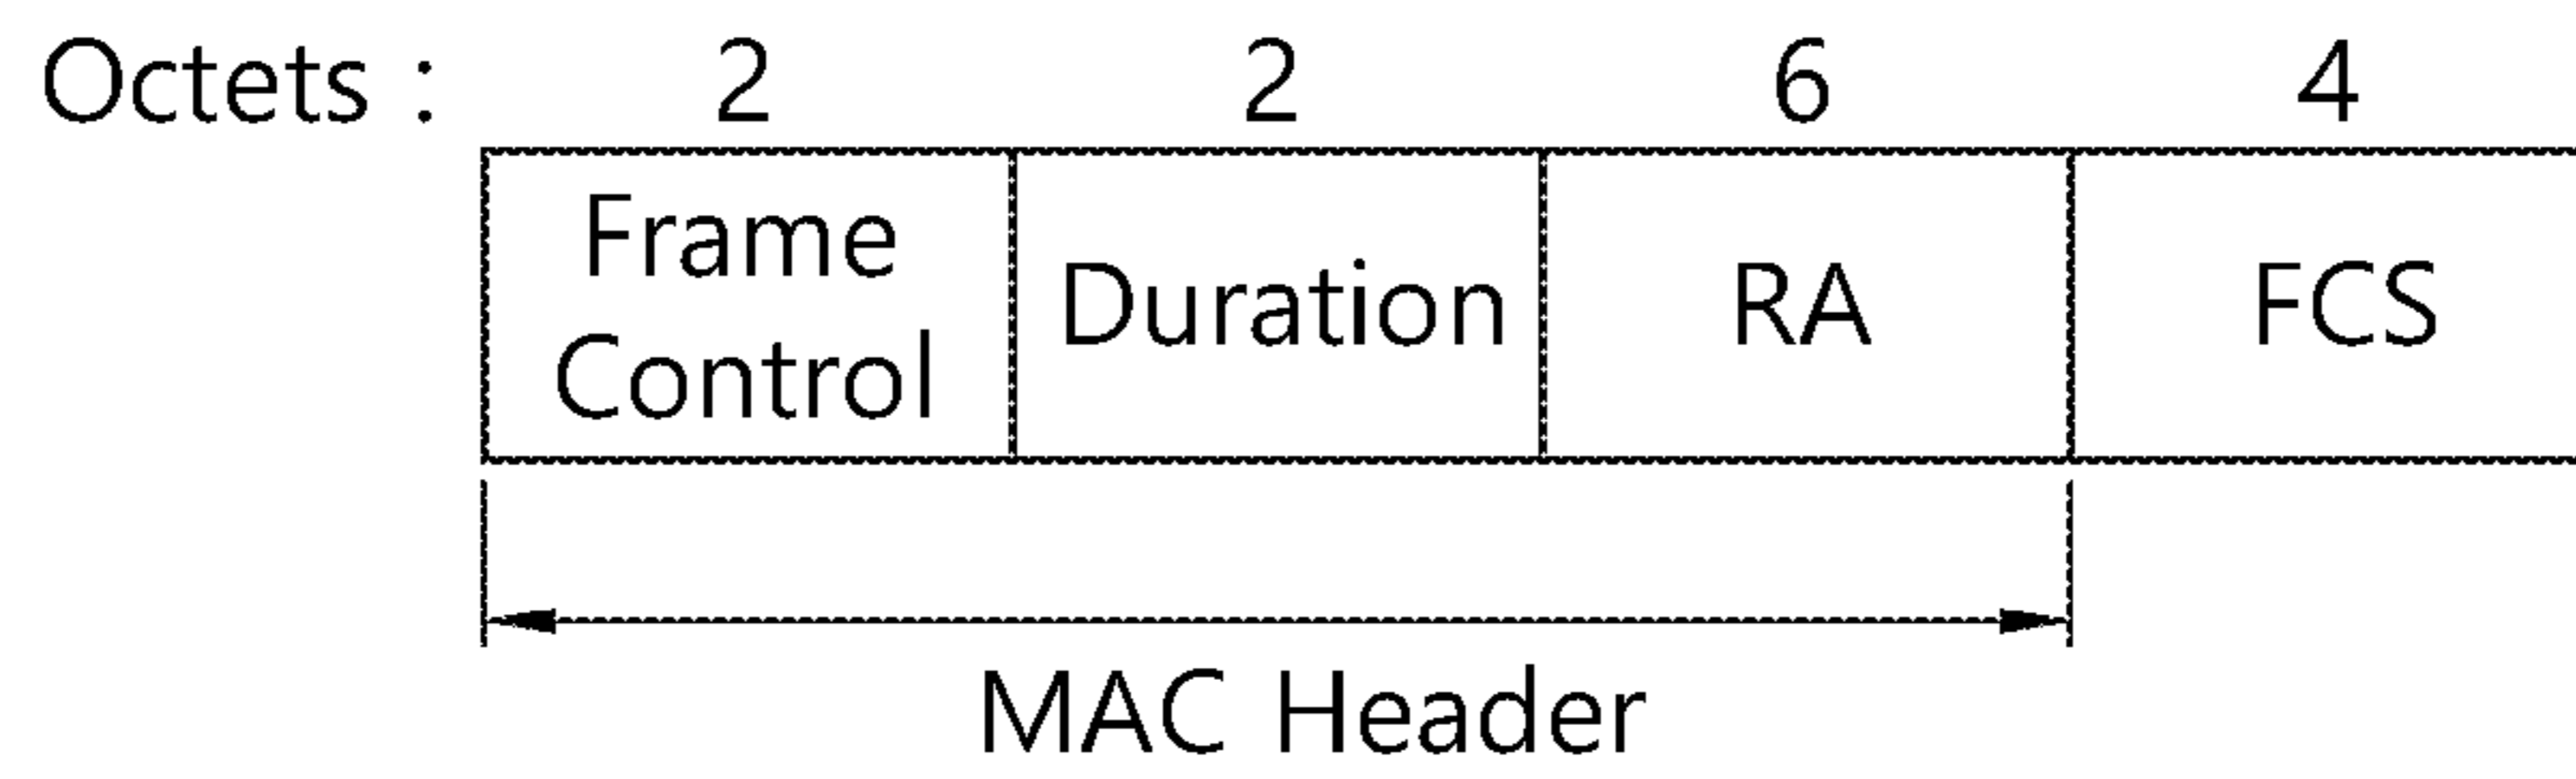 Octets : 2 2 6 4
Frame
Control
Duration
RA
FCS
MAC Header